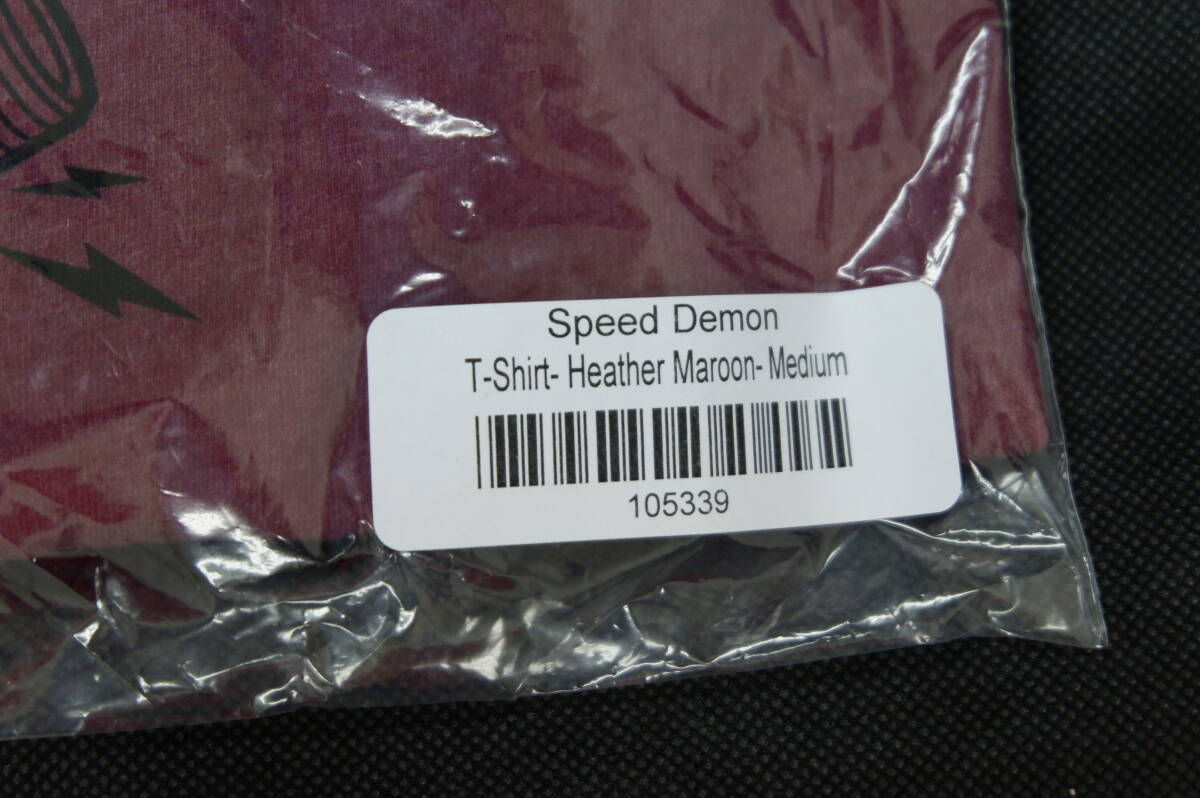 Speed Demon
T-Shirt- Heather Maroon- Medium
105339